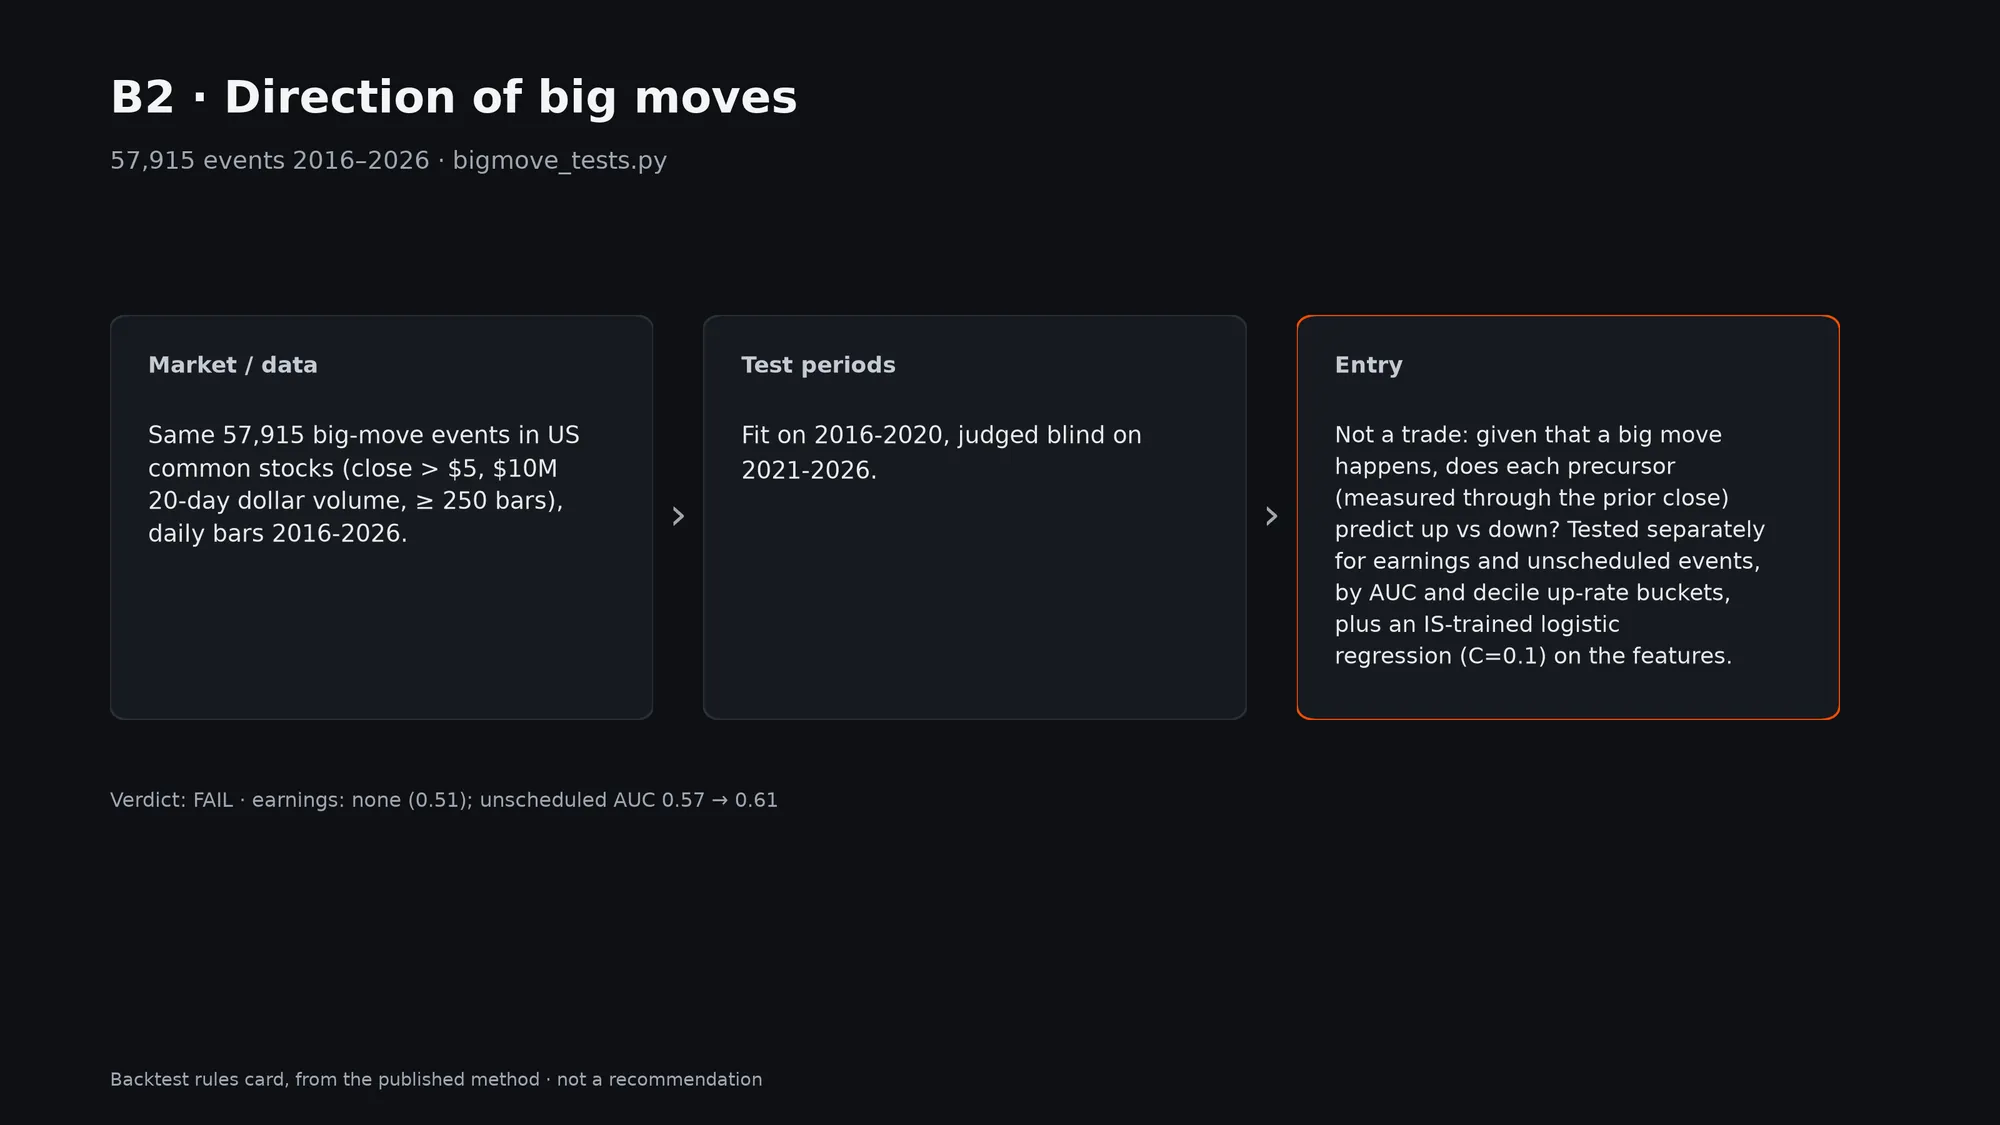 B2 · Direction of big moves
57,915 events 2016–2026 · bigmove_tests.py
Market / data
Same 57,915 big-move events in US
common stocks (close > $5, $10M
20-day dollar volume, ≥ 250 bars),
daily bars 2016-2026.
›
Test periods
Fit on 2016-2020, judged blind on
2021-2026.
›
Entry
Not a trade: given that a big move
happens, does each precursor
(measured through the prior close)
predict up vs down? Tested separately
for earnings and unscheduled events,
by AUC and decile up-rate buckets,
plus an IS-trained logistic
regression (C=0.1) on the features.
Verdict: FAIL · earnings: none (0.51); unscheduled AUC 0.57 → 0.61
Backtest rules card, from the published method · not a recommendation